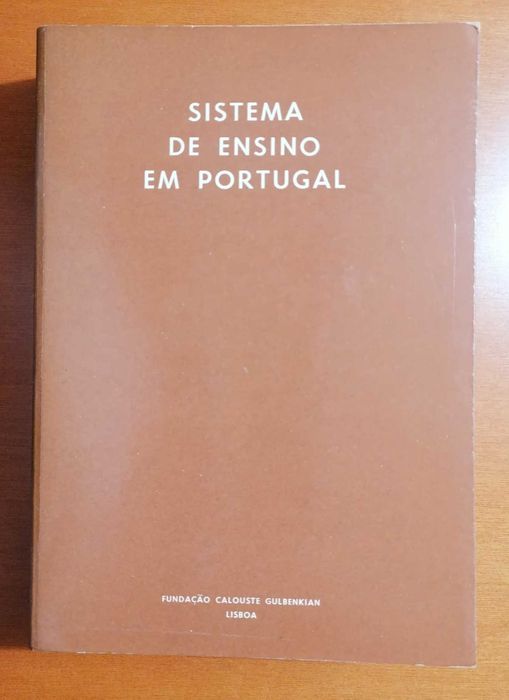 SISTEMA
DE ENSINO
EM PORTUGAL
FUNDAÇÃO CALOUSTE GULBENKIAN
LISBOA